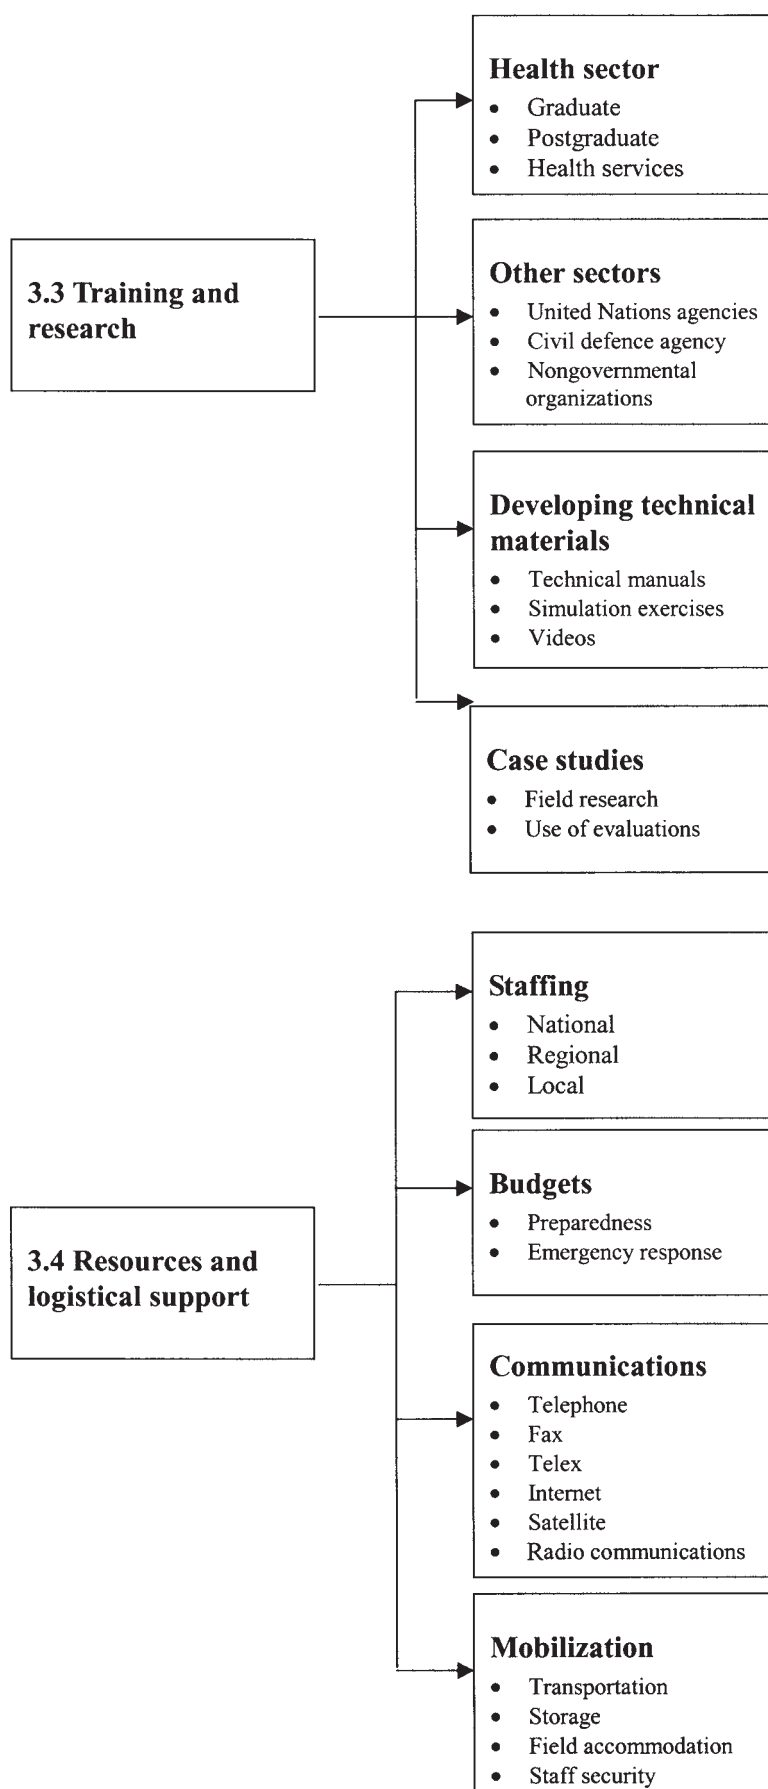 Health sector
• Graduate
• Postgraduate
• Health services
3.3 Training and
research
Other sectors
• United Nations agencies
• Civil defence agency
• Nongovernmental
organizations
Developing technical
materials
• Technical manuals
• Simulation exercises
• Videos
Case studies
• Field research
• Use of evaluations
3.4 Resources and
logistical support
Staffing
• National
• Regional
• Local
Budgets
• Preparedness
• Emergency response
Communications
• Telephone
• Fax
• Telex
• Internet
• Satellite
• Radio communications
Mobilization
• Transportation
• Storage
• Field accommodation
• Staff security